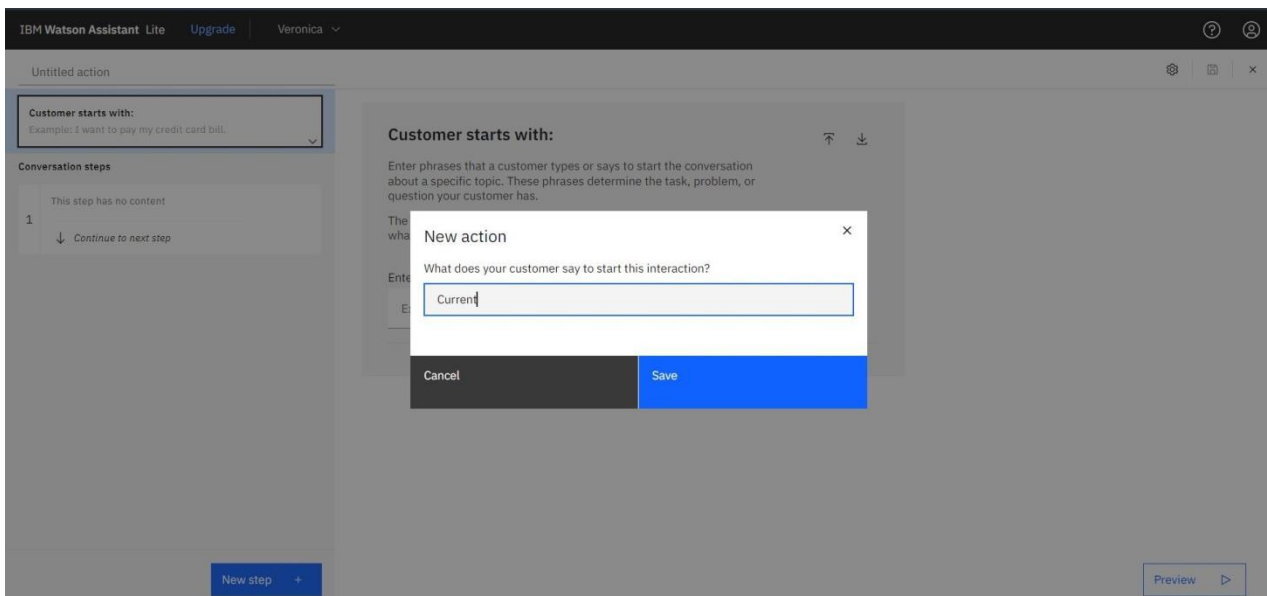 IBM Watson Assistant Lite Upgrade Veronica
Untitled action
Customer starts with:
Example: I want to pay my credit card bill.
Conversation steps
1
This step has no content
Continue to next step
New step +
Customer starts with:
Enter phrases that a customer types or says to start the conversation
about a specific topic. These phrases determine the task, problem, or
question your customer has.
The
wha
Ente
New action
What does your customer say to start this interaction?
Current
Cancel
Save
Preview